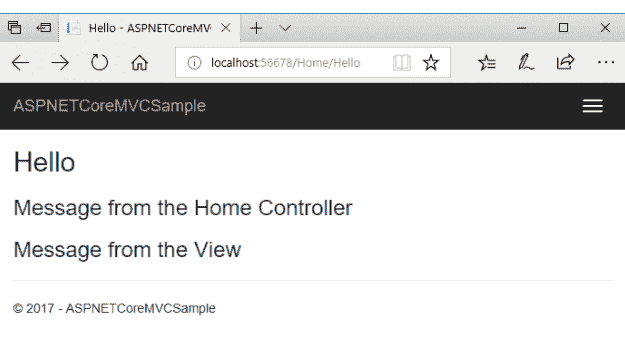 Hello - ASPNETCoreMV
localhost:56678/Home/Hello
ASPNETCoreMVCSample
Hello
Message from the Home Controller
Message from the View
© 2017 - ASPNETCoreMVCSample